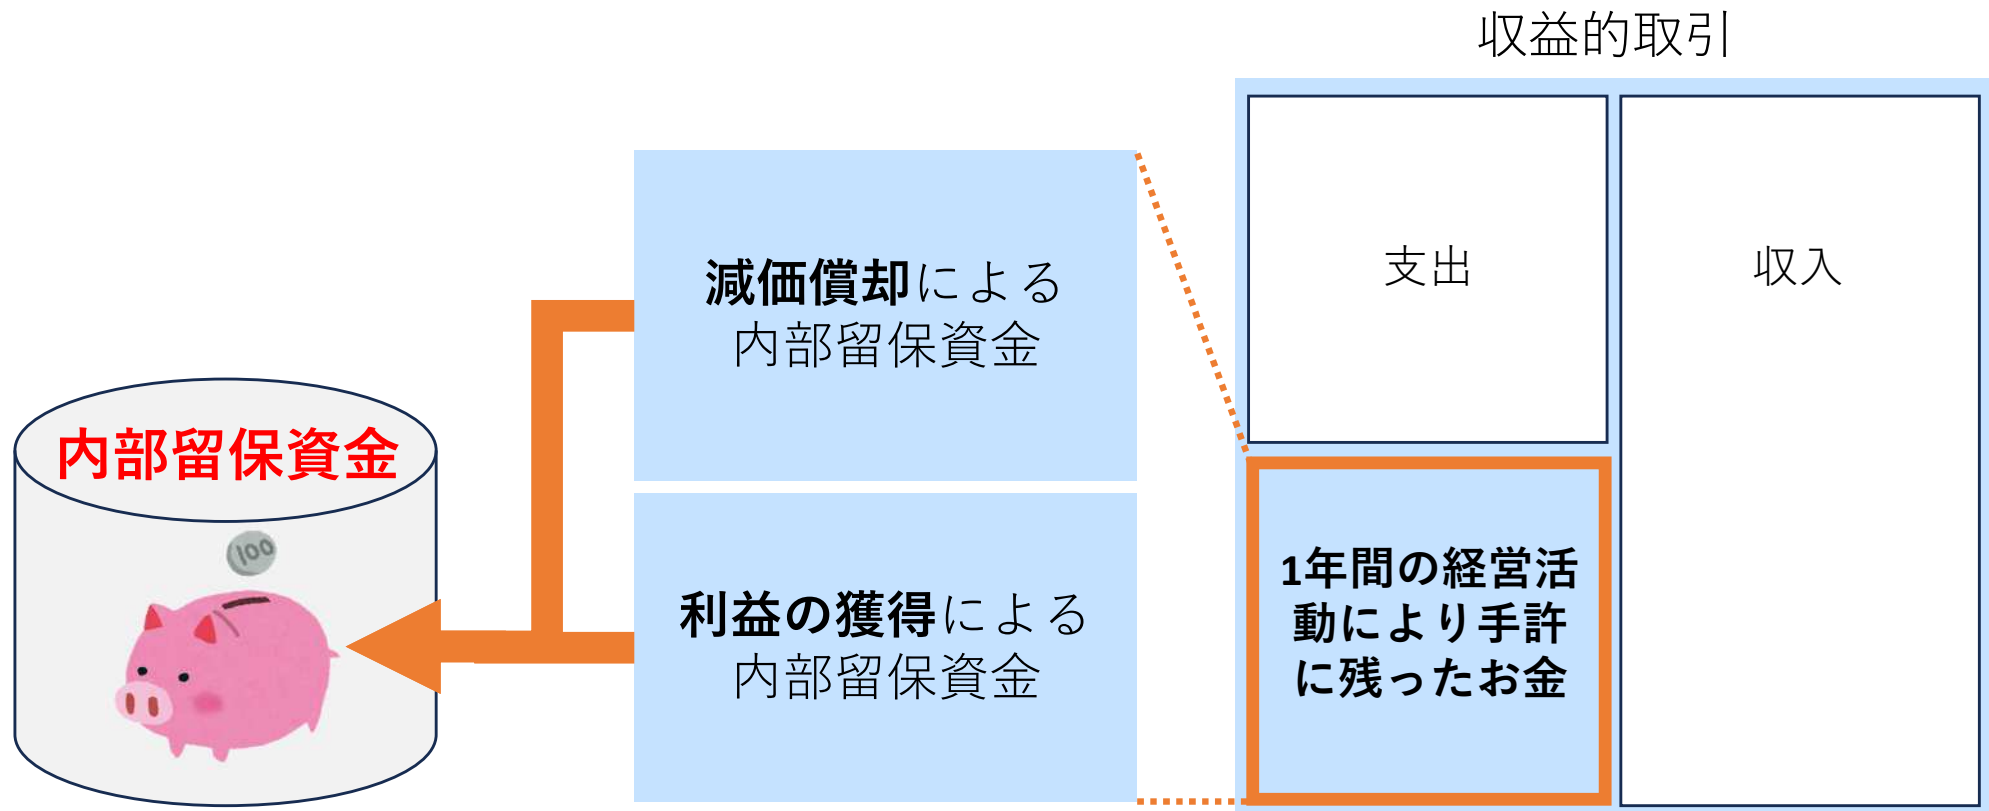 収益的取引
支出
収入
減価償却による
内部留保資金
内部留保資金
100
利益の獲得による
内部留保資金
1年間の経営活
動により手許
に残ったお金